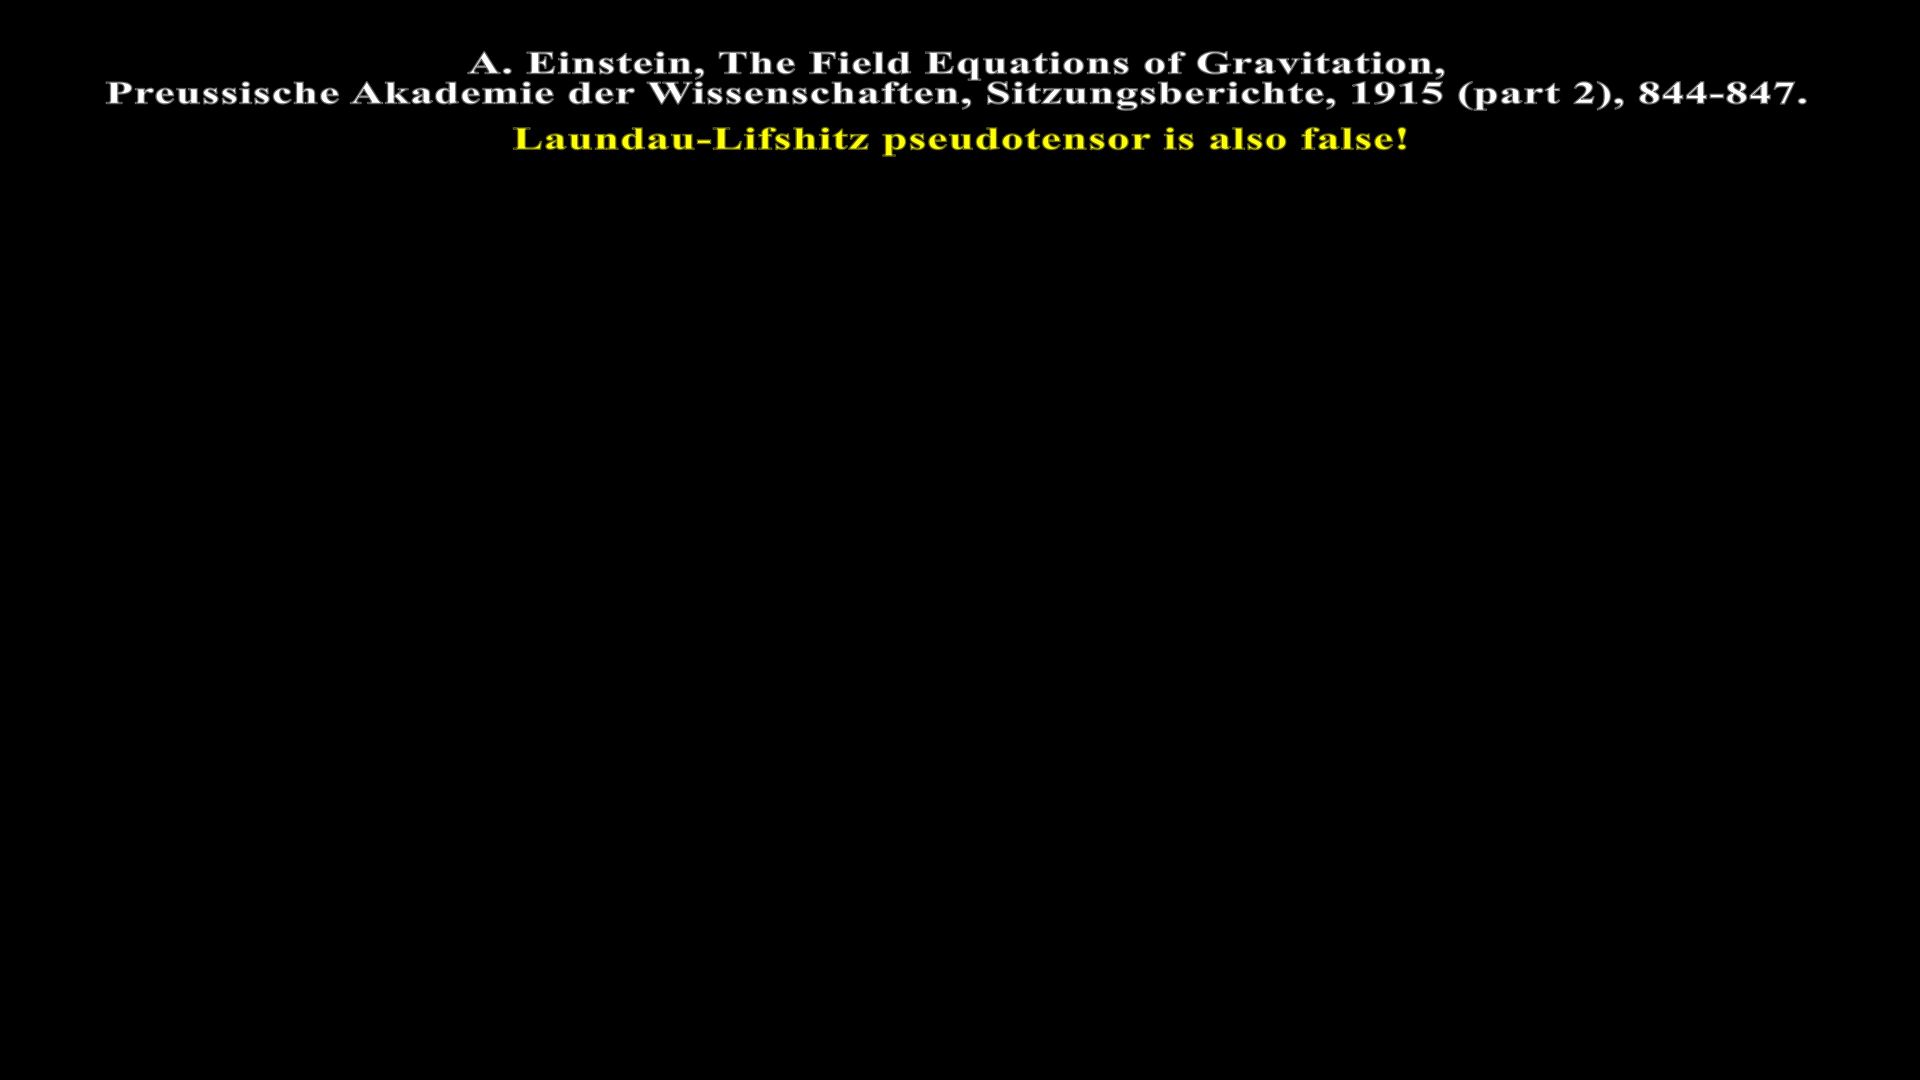 A. Einstein, The Field Equations of Gravitation,
Preussische Akademie der Wissenschaften, Sitzungsberichte, 1915 (part 2), 844-847.
Laundau-Lifshitz pseudotensor is also false!